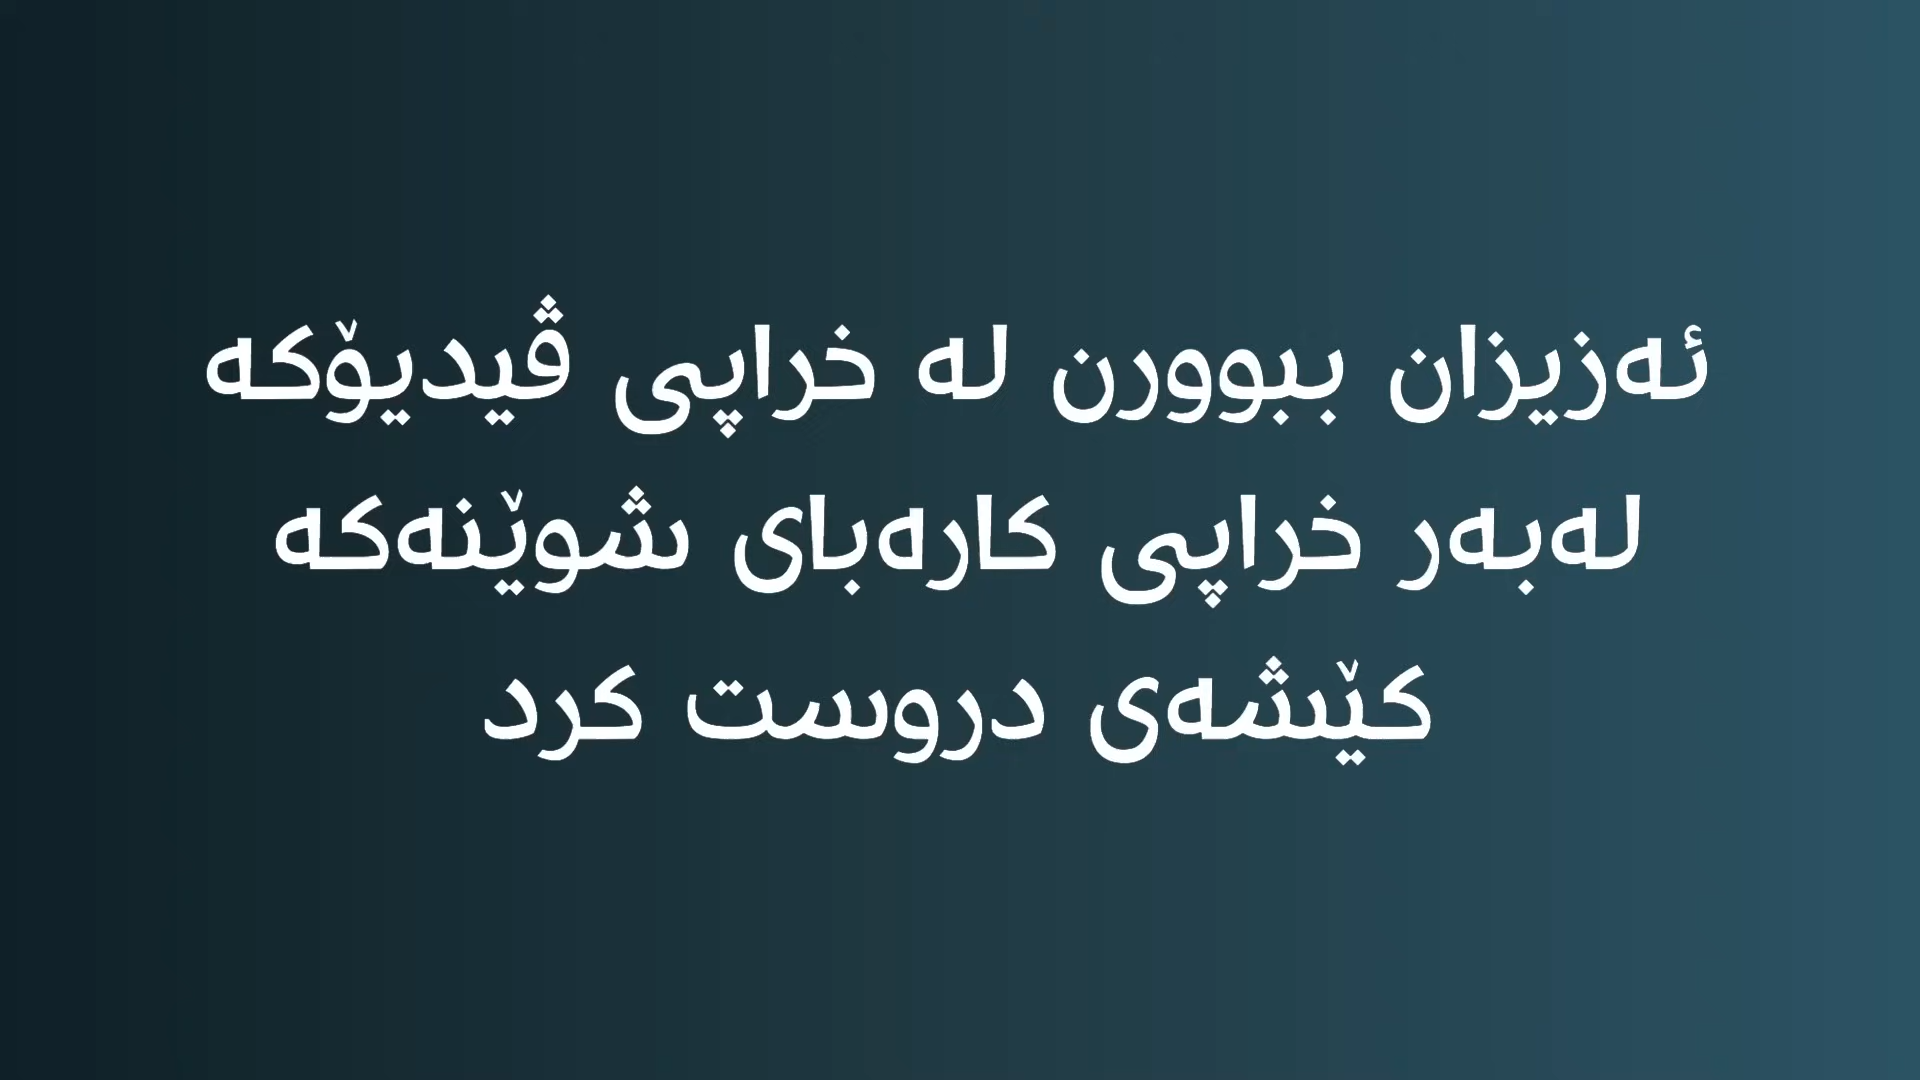 ئەزیزان ببوورن لە خراپی ڤیدیۆکە
لەبەر خراپی کارەبای شوێنەکە
کێشەی دروست کرد